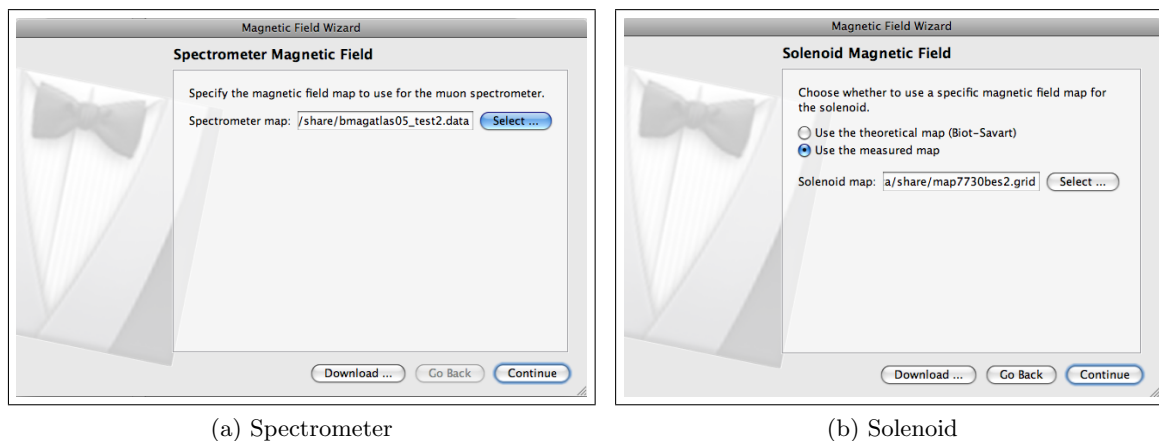 Magnetic Field Wizard
Spectrometer Magnetic Field
Specify the magnetic field map to use for the muon spectrometer.
Spectrometer map: /share/bmagatlas05_test2.data Select ...
Download ... Go Back Continue
(a) Spectrometer
Magnetic Field Wizard
Solenoid Magnetic Field
Choose whether to use a specific magnetic field map for
the solenoid.
Use the theoretical map (Biot-Savart)
Use the measured map
Solenoid map: a/share/map7730bes2.grid Select ...
Download ... Go Back Continue
(b) Solenoid